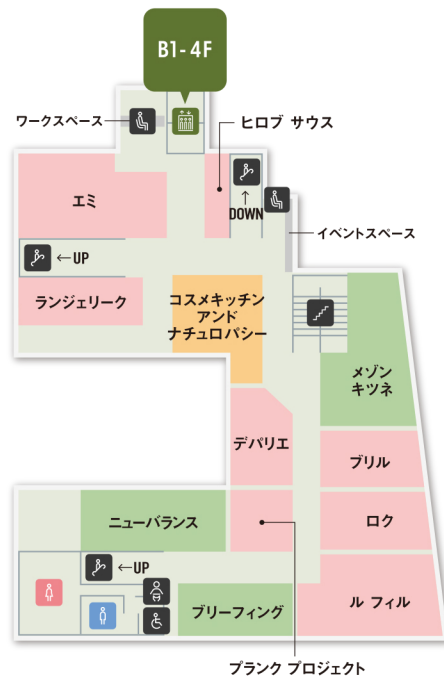 B1-4F
ワークスペース
ヒロブ サウス
エミ
↑
DOWN
イベントスペース
←UP
ランジェリーク
コスメキッチン
アンド
ナチュロパシー
メゾン
キツネ
デパリエ
ブリル
ニューバランス
ロク
←UP
ブリーフィング
ル フィル
プランク プロジェクト